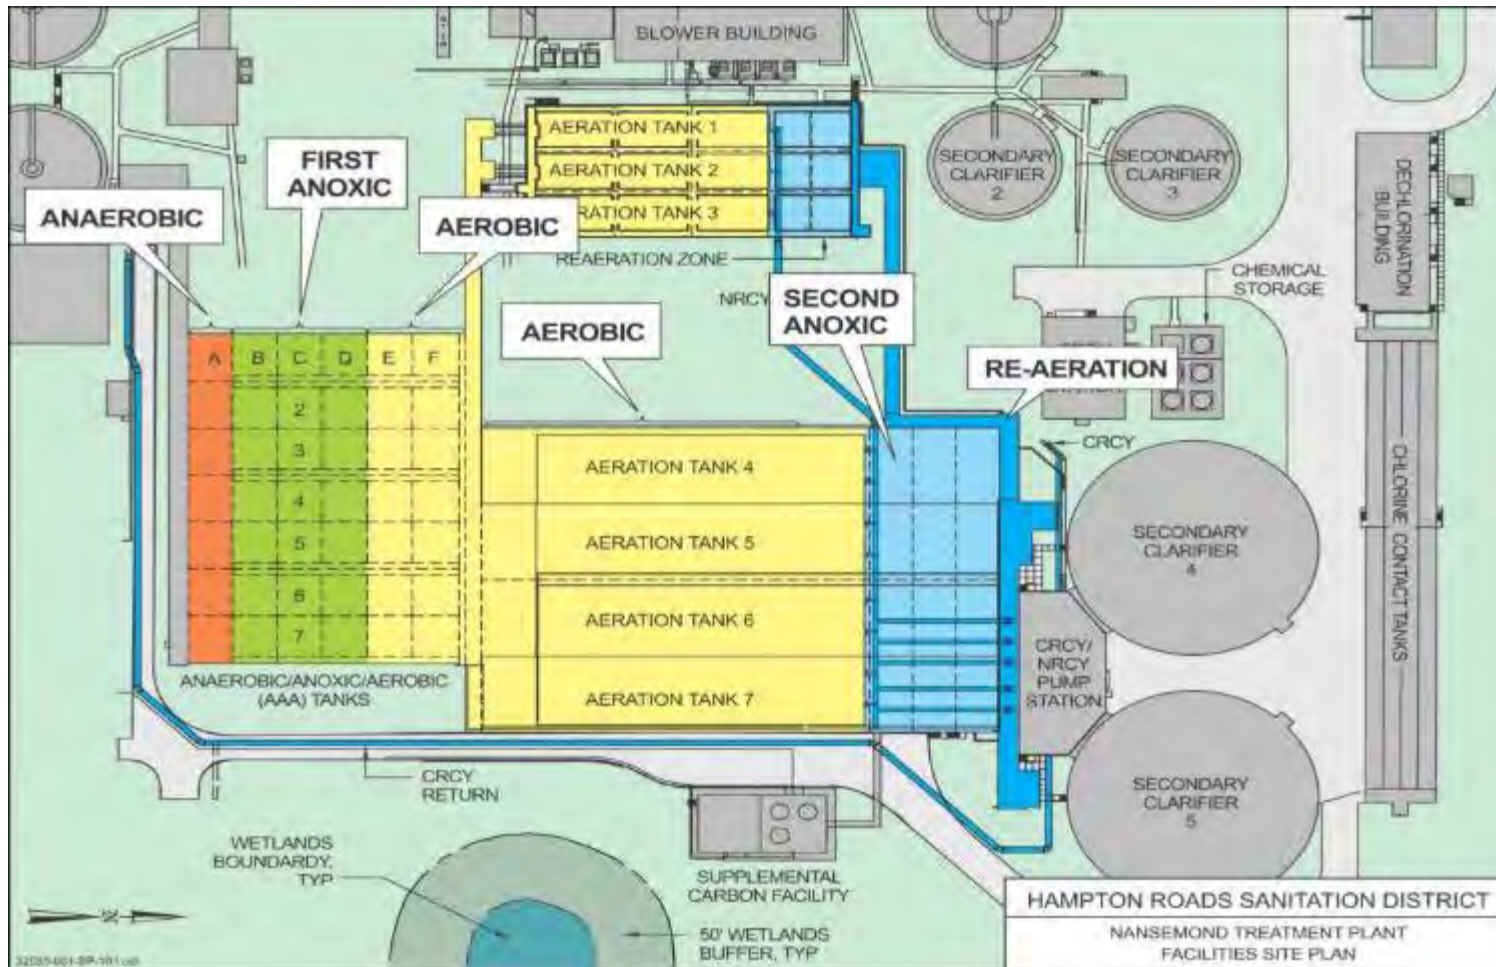 BLOWER BUILDING
AERATION TANK 1
AERATION TANK 2
AERATION TANK 3
FIRST
ANOXIC
ANAEROBIC
AEROBIC
REAERATION ZONE
NRCY
SECONDARY
CLARIFIER
2
SECONDARY
CLARIFIER
3
DECHLORINATION
BUILDING
CHEMICAL
STORAGE
SECOND
ANOXIC
AEROBIC
RE-AERATION
A B C D E F
2
3
4
5
6
7
CRCY
AERATION TANK 4
AERATION TANK 5
AERATION TANK 6
AERATION TANK 7
SECONDARY
CLARIFIER
4
CHLORINE CONTACT TANKS
CRCY/
NRCY
PUMP
STATION
ANAEROBIC/ANOXIC/AEROBIC
(AAA) TANKS
CRCY
RETURN
SECONDARY
CLARIFIER
5
WETLANDS
BOUNDARDY,
TYP
SUPPLEMENTAL
CARBON FACILITY
50' WETLANDS
BUFFER, TYP
HAMPTON ROADS SANITATION DISTRICT
NANSEMOND TREATMENT PLANT
FACILITIES SITE PLAN